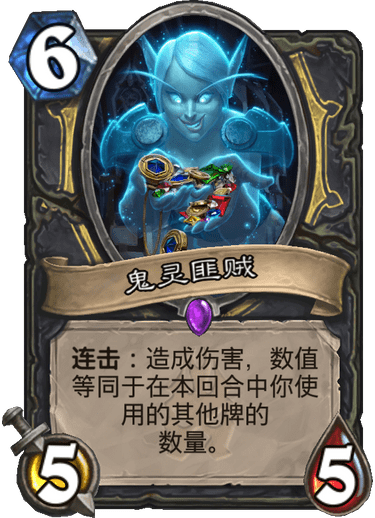 6
鬼灵匪贼
连击：造成伤害，数值
等同于在本回合中你使
用的其他牌的
数量。
5
5